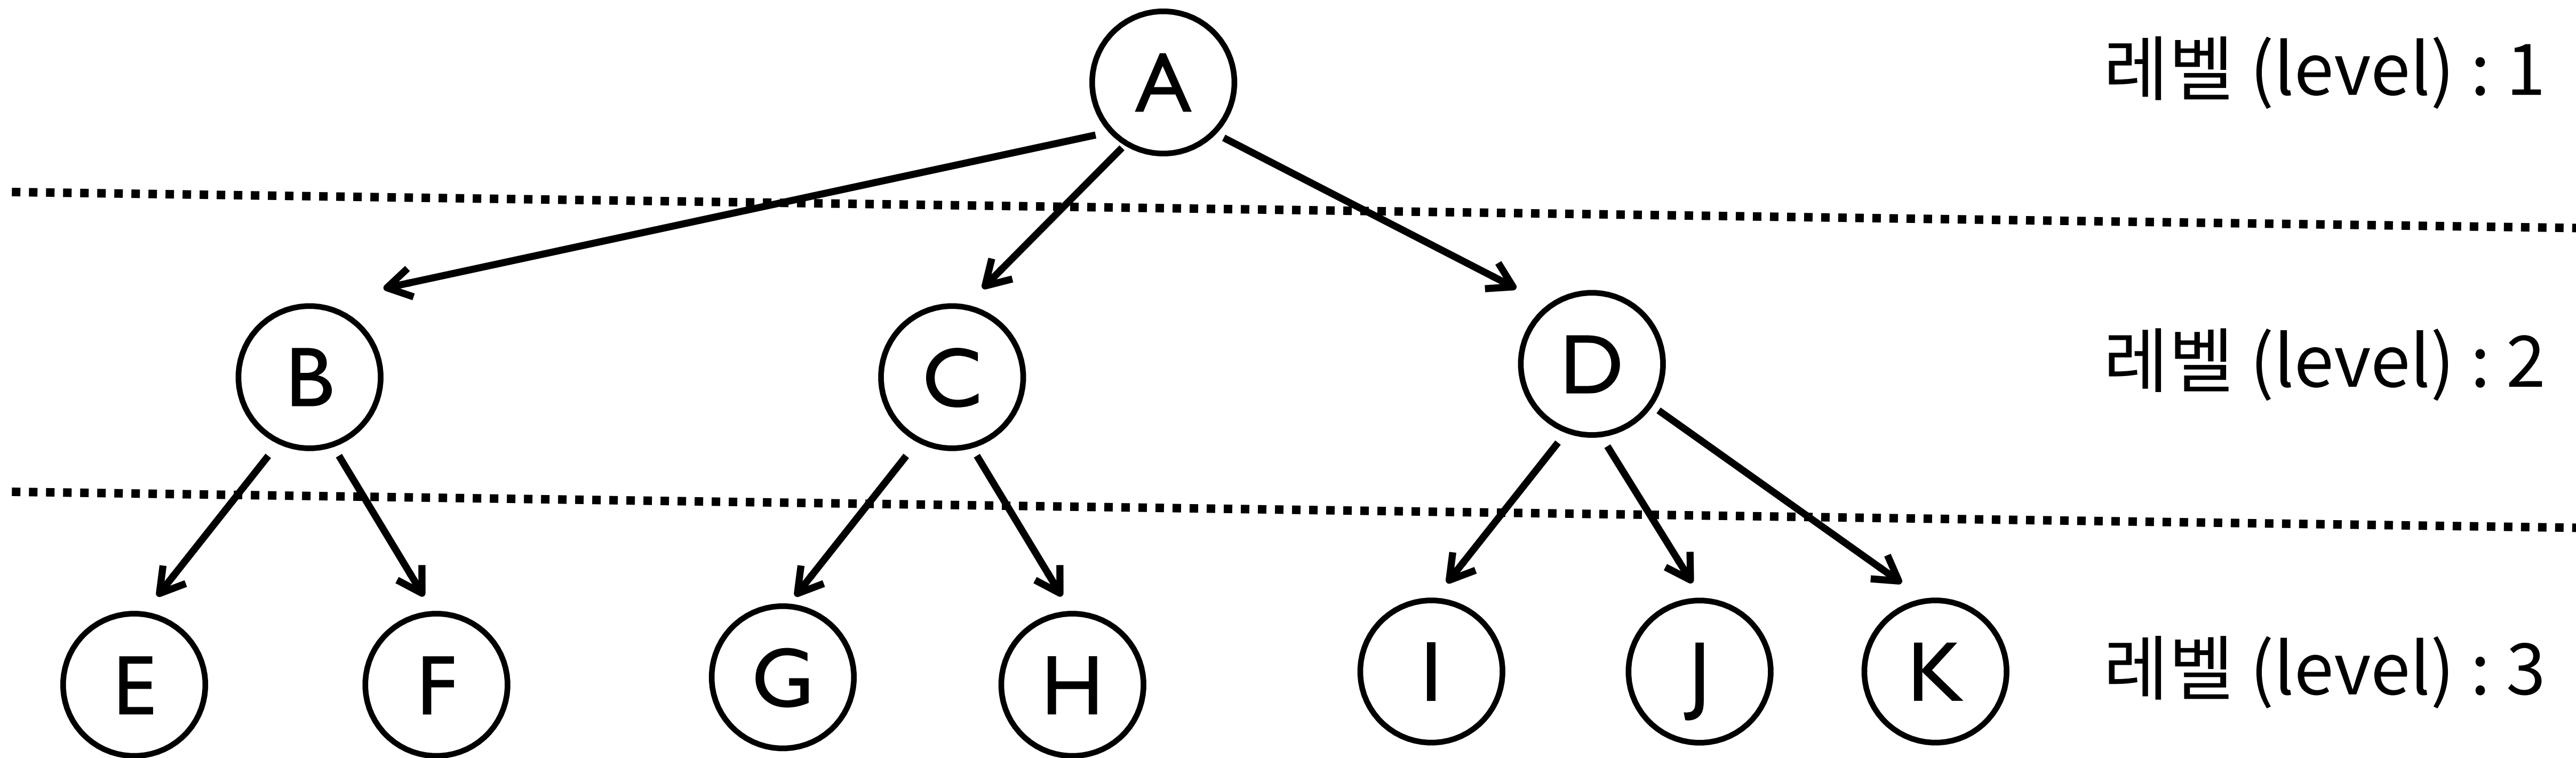 A
레벨 (level) : 1
B C D
레벨 (level) : 2
E F G H I J K
레벨 (level) : 3